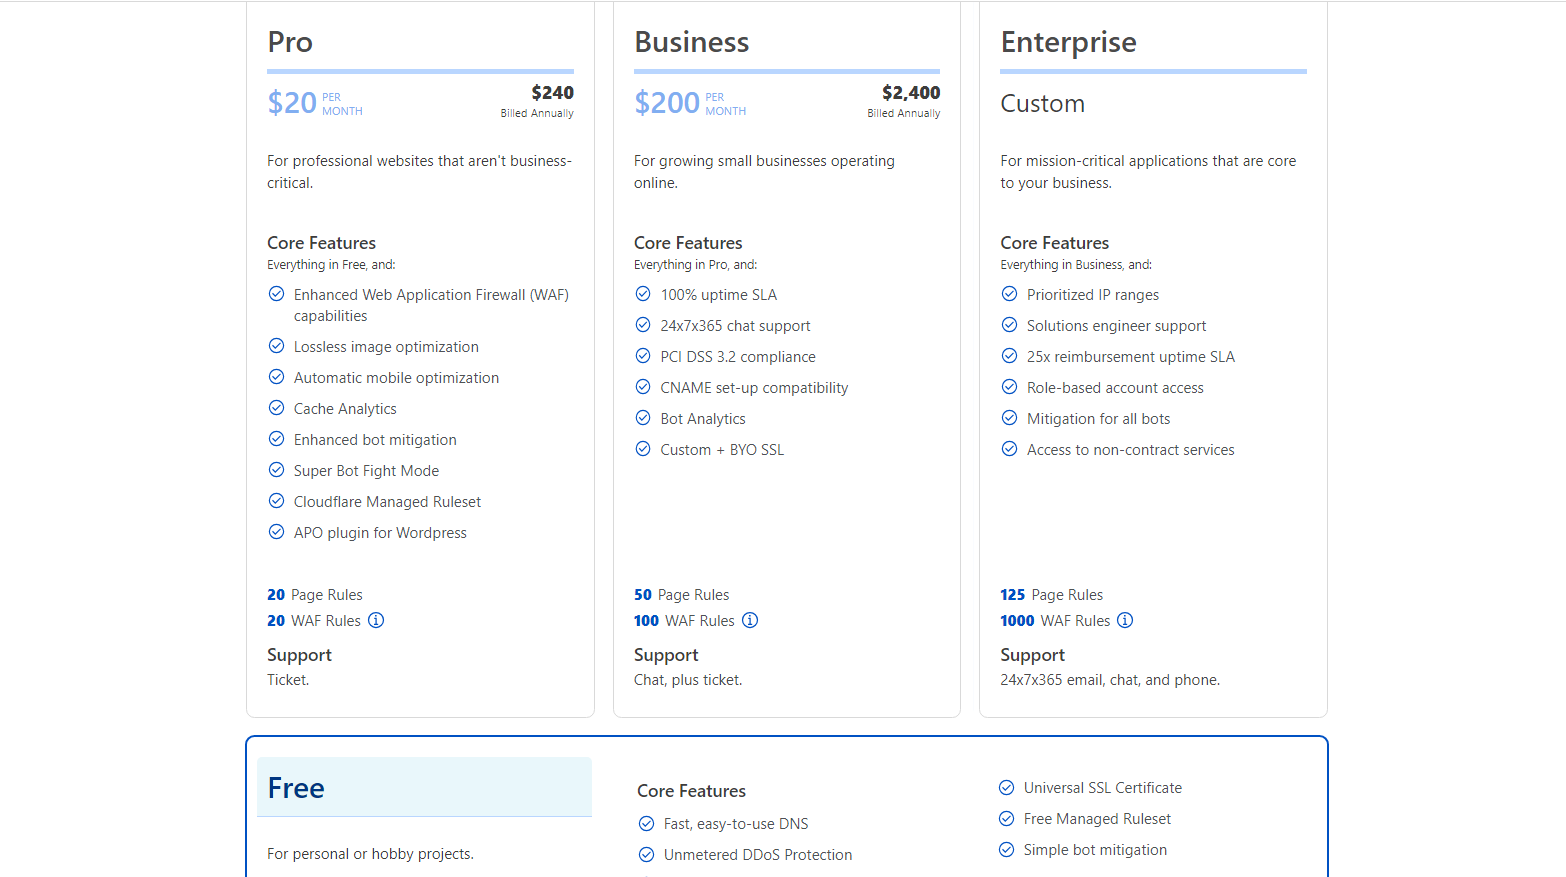 Pro
$20 PER MONTH
$240
Billed Annually
For professional websites that aren't business-
critical.
Core Features
Everything in Free, and:
Enhanced Web Application Firewall (WAF)
capabilities
Lossless image optimization
Automatic mobile optimization
Cache Analytics
Enhanced bot mitigation
Super Bot Fight Mode
Cloudflare Managed Ruleset
APO plugin for Wordpress
20 Page Rules
20 WAF Rules
Support
Ticket.
Business
$200 PER MONTH
$2,400
Billed Annually
For growing small businesses operating
online.
Core Features
Everything in Pro, and:
100% uptime SLA
24x7x365 chat support
PCI DSS 3.2 compliance
CNAME set-up compatibility
Bot Analytics
Custom + BYO SSL
50 Page Rules
100 WAF Rules
Support
Chat, plus ticket.
Enterprise
Custom
For mission-critical applications that are core
to your business.
Core Features
Everything in Business, and:
Prioritized IP ranges
Solutions engineer support
25x reimbursement uptime SLA
Role-based account access
Mitigation for all bots
Access to non-contract services
125 Page Rules
1000 WAF Rules
Support
24x7x365 email, chat, and phone.
Free
For personal or hobby projects.
Core Features
Fast, easy-to-use DNS
Unmetered DDoS Protection
Universal SSL Certificate
Free Managed Ruleset
Simple bot mitigation